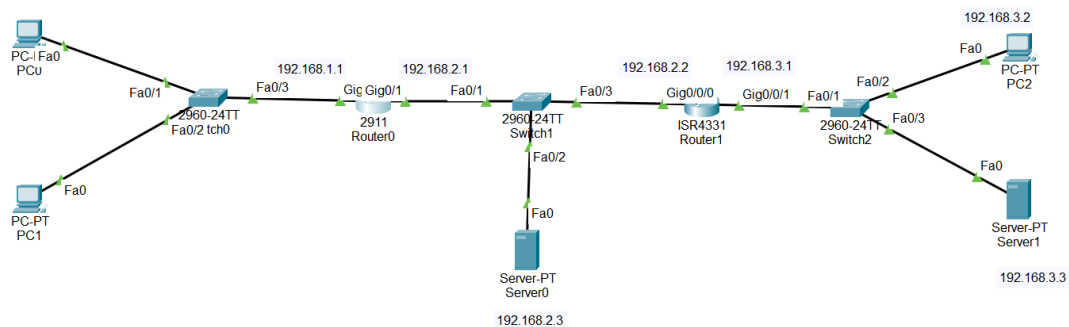 192.168.3.2
Fa0
PC-PT
PC2
Fa0
PC0
Fa0/1
Fa0/2
Fa0/3
2960-24TT
tch0
Fa0
PC-PT
PC1
192.168.1.1
192.168.2.1
Gig0/1
2911
Router0
Fa0/1
Fa0/3
2960-24TT
Switch1
Fa0/2
Fa0
Server-PT
Server0
192.168.2.3
192.168.2.2
192.168.3.1
Gig0/0/0
Gig0/0/1
ISR4331
Router1
Fa0/1
Fa0/2
2960-24TT
Switch2
Fa0/3
Fa0
Server-PT
Server1
192.168.3.3